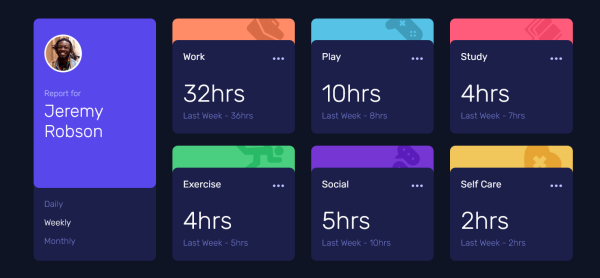 Report for
Jeremy
Robson
Daily
Weekly
Monthly
Work
32hrs
Last Week - 36hrs
Play
10hrs
Last Week - 8hrs
Study
4hrs
Last Week - 7hrs
Exercise
4hrs
Last Week - 5hrs
Social
5hrs
Last Week - 10hrs
Self Care
2hrs
Last Week - 2hrs